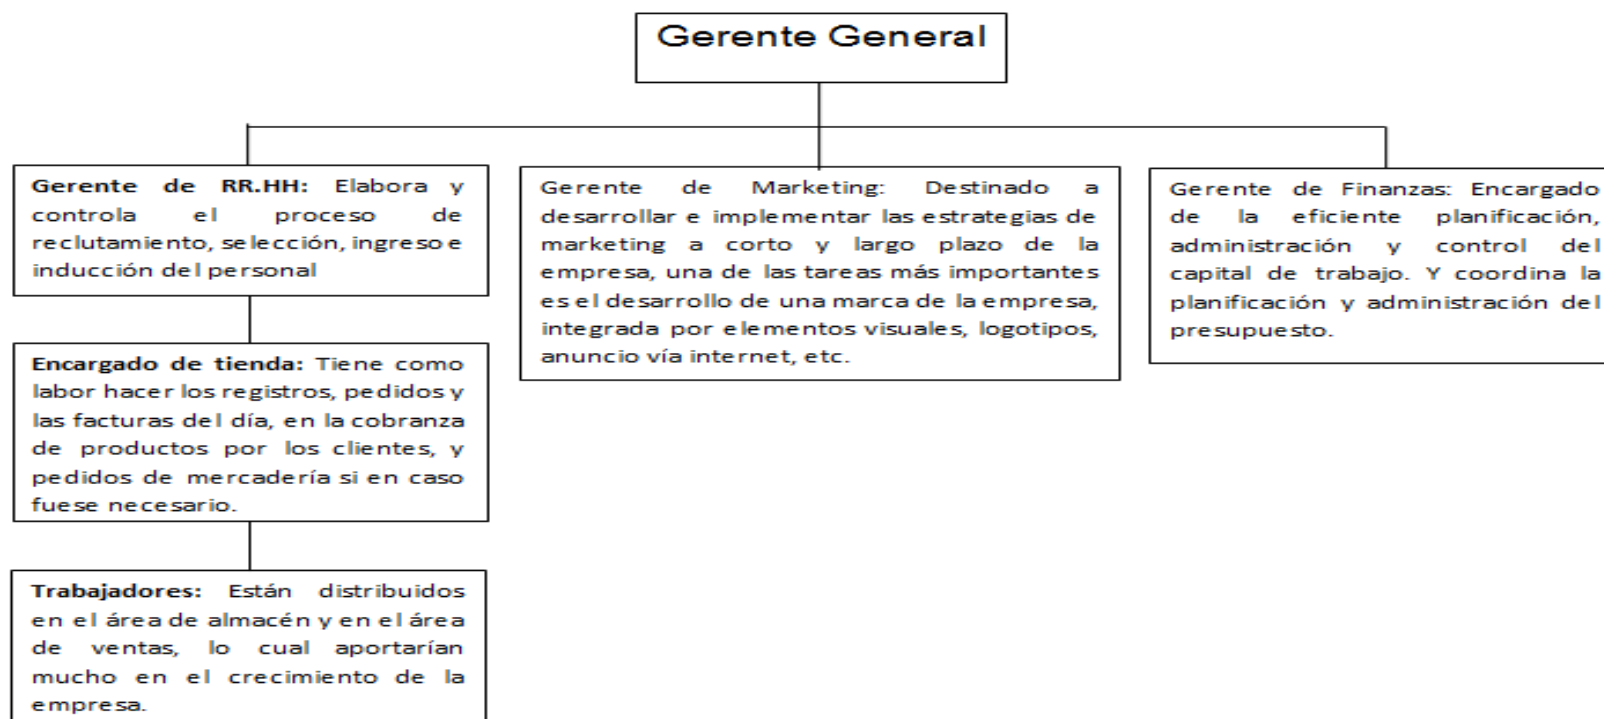 Gerente General
Gerente de RR.HH: Elabora y
controla el proceso de
reclutamiento, selección, ingreso e
inducción del personal
Encargado de tienda: Tiene como
labor hacer los registros, pedidos y
las facturas del día, en la cobranza
de productos por los clientes, y
pedidos de mercadería si en caso
fuese necesario.
Trabajadores: Están distribuidos
en el área de almacén y en el área
de ventas, lo cual aportarían
mucho en el crecimiento de la
empresa.
Gerente de Marketing: Destinado a
desarrollar e implementar las estrategias de
marketing a corto y largo plazo de la
empresa, una de las tareas más importantes
es el desarrollo de una marca de la empresa,
integrada por elementos visuales, logotipos,
anuncio vía internet, etc.
Gerente de Finanzas: Encargado
de la eficiente planificación,
administración y control del
capital de trabajo. Y coordina la
planificación y administración del
presupuesto.